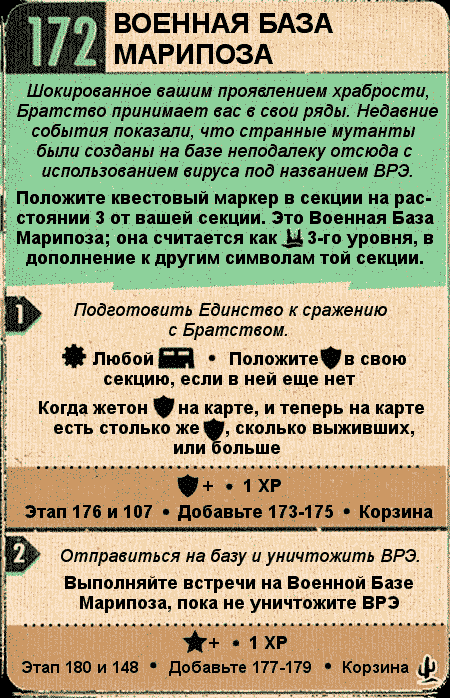 172
ВОЕННАЯ БАЗА
МАРИПОЗА
Шокированное вашим проявлением храбрости,
Братство принимает вас в свои ряды. Недавние
события показали, что странные мутанты
были созданы на базе неподалеку отсюда с
использованием вируса под названием ВРЭ.
Положите квестовый маркер в секции на рас-
стоянии 3 от вашей секции. Это Военная База
Марипоза; она считается как 3-го уровня, в
дополнение к другим символам той секции.
1
Подготовить Единство к сражению
с Братством.
Любой • Положите в свою
секцию, если в ней еще нет
Когда жетон на карте, и теперь на карте
есть столько же , сколько выживших,
или больше
+ • 1 XP
Этап 176 и 107 • Добавьте 173-175 • Корзина
2
Отправиться на базу и уничтожить ВРЭ.
Выполняйте встречи на Военной Базе
Марипоза, пока не уничтожите ВРЭ
+ • 1 XP
Этап 180 и 148 • Добавьте 177-179 • Корзина